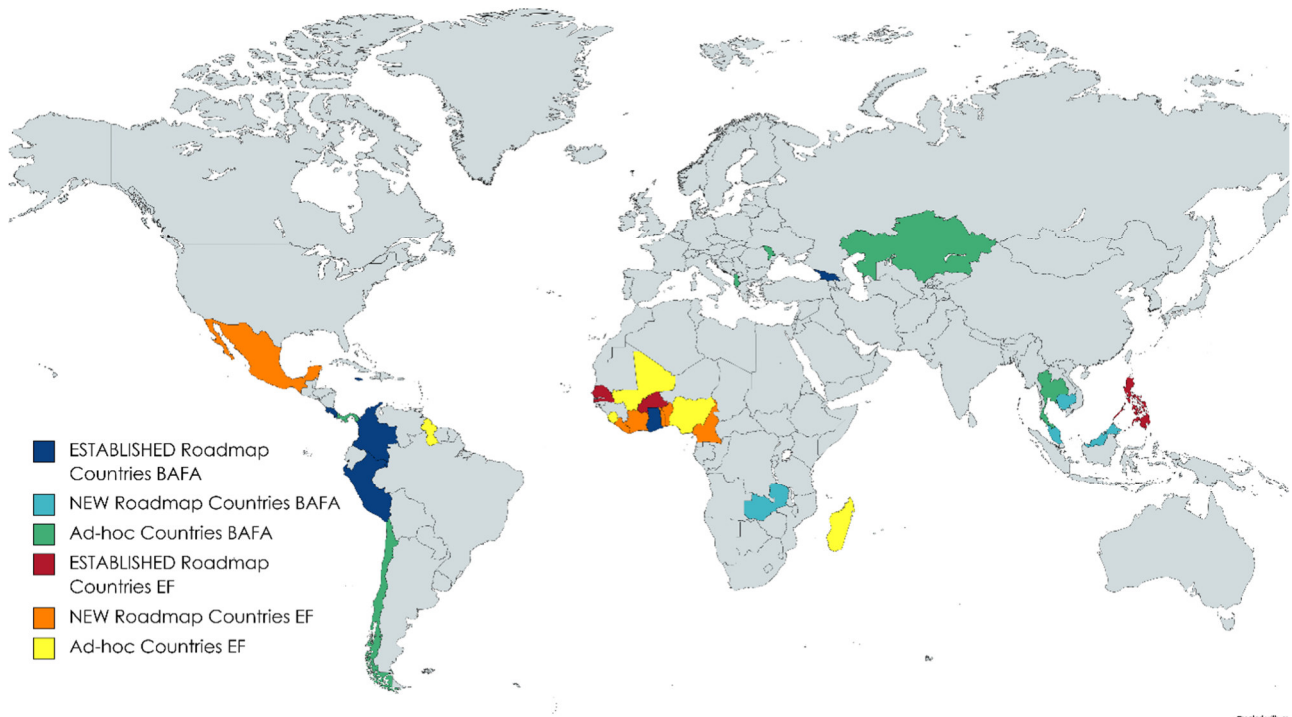 ESTABLISHED Roadmap
Countries BAFA
NEW Roadmap Countries BAFA
Ad-hoc Countries BAFA
ESTABLISHED Roadmap
Countries EF
NEW Roadmap Countries EF
Ad-hoc Countries EF